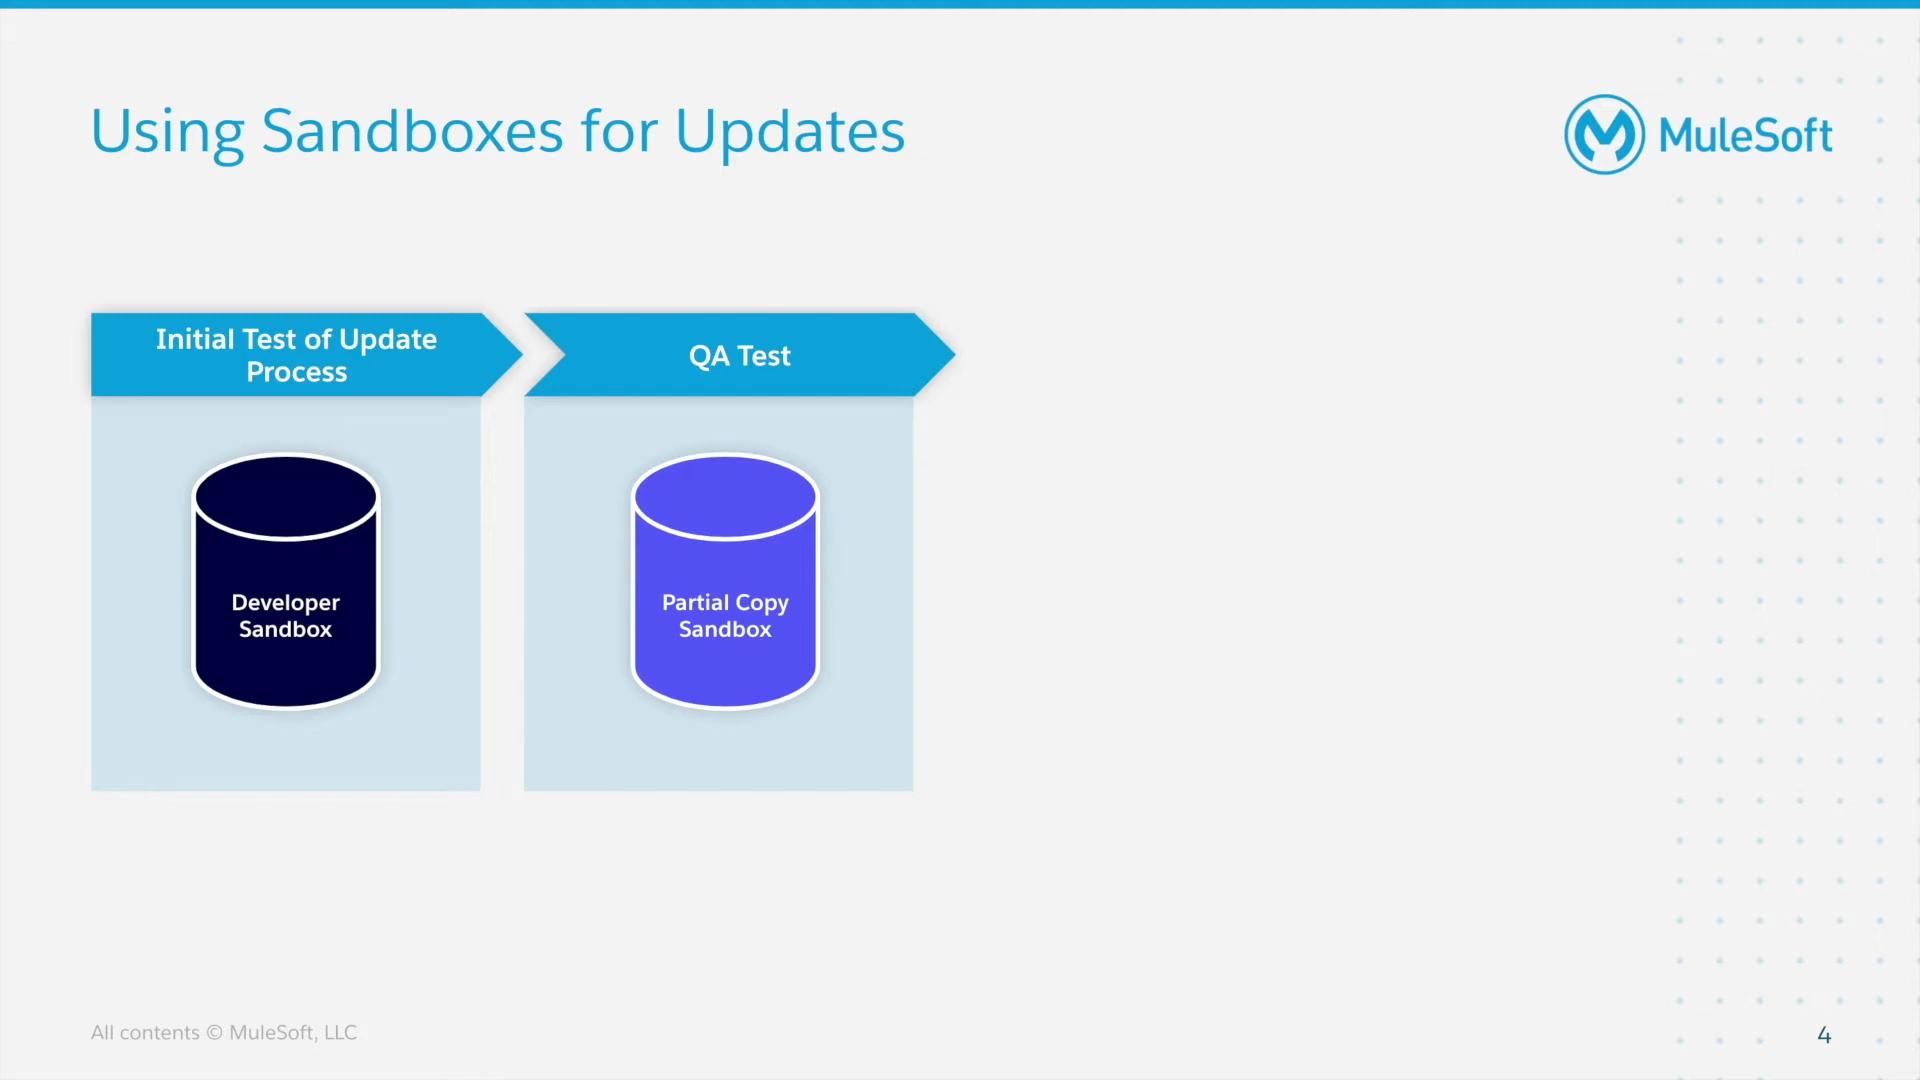 Using Sandboxes for Updates
MuleSoft
Initial Test of Update
Process
QA Test
Developer
Sandbox
Partial Copy
Sandbox
All contents © MuleSoft, LLC
4